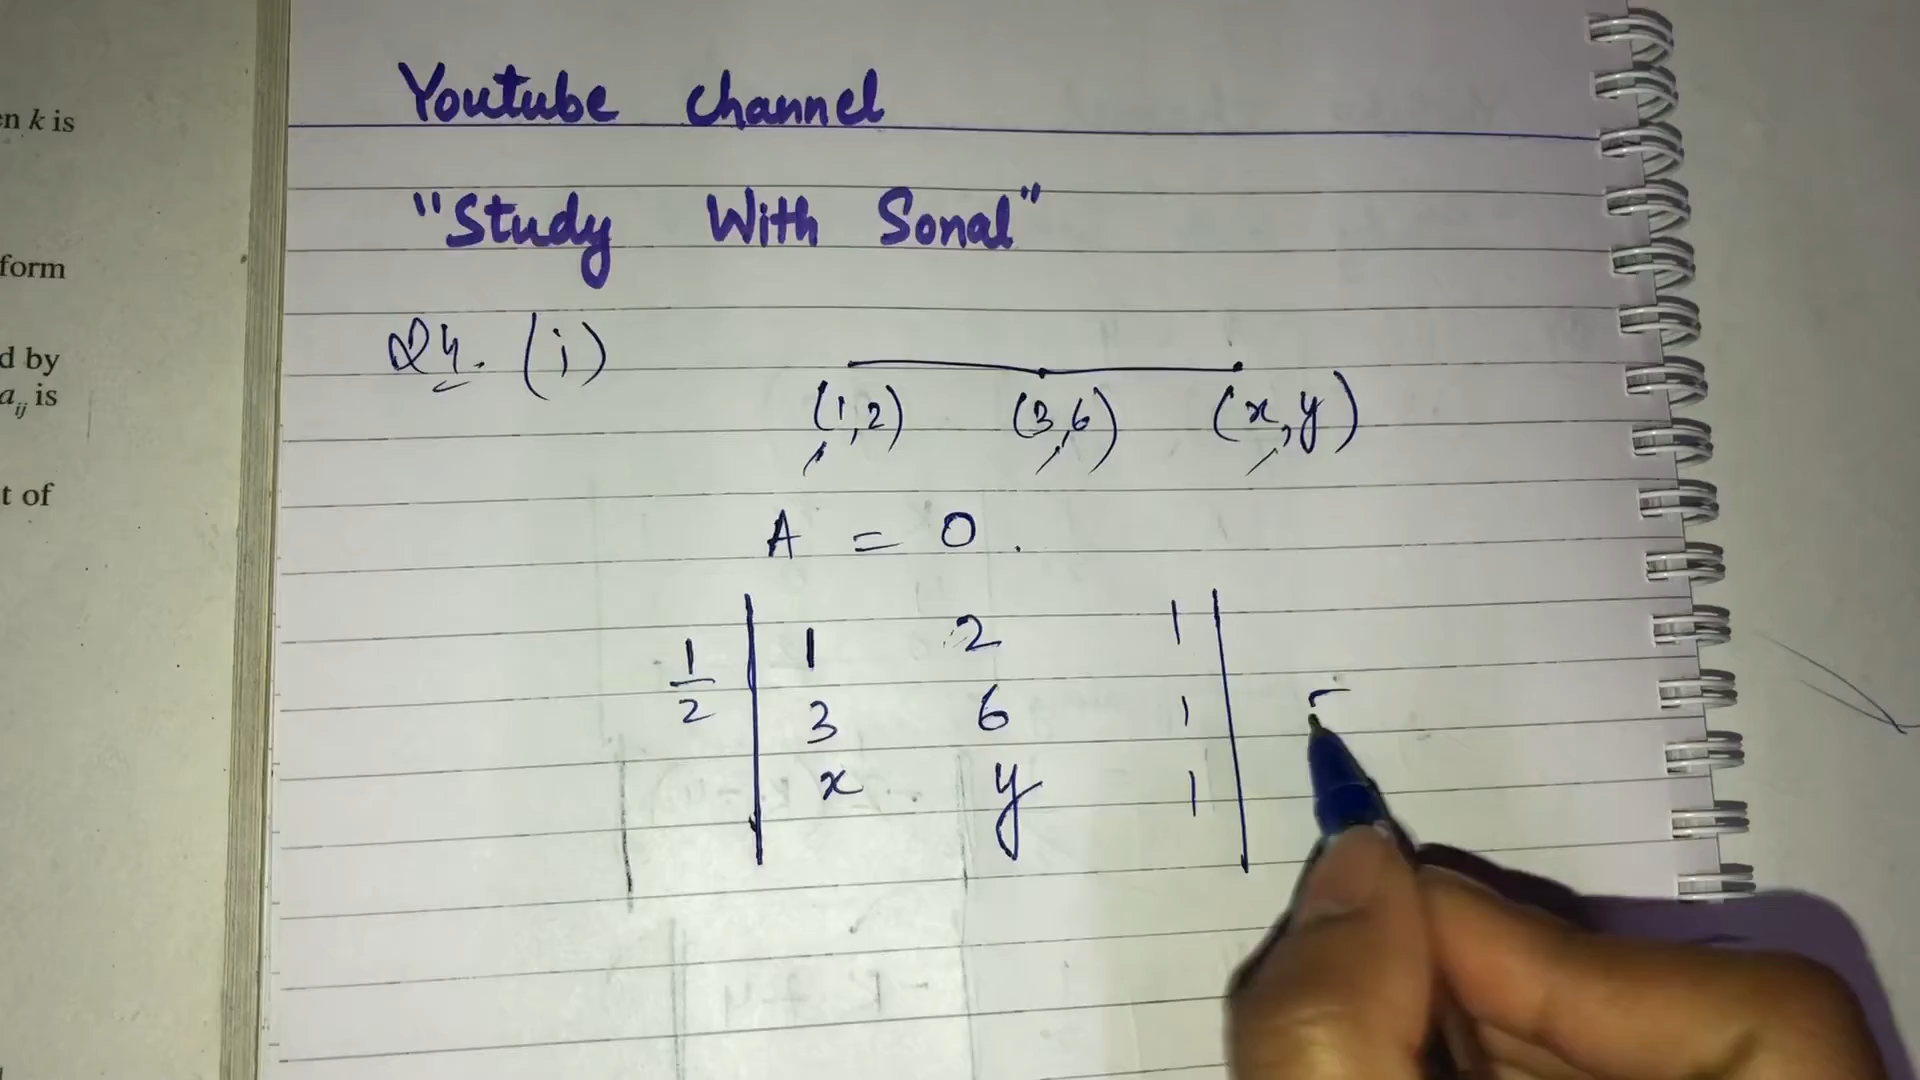 en k is
form
d by
aij is
t of
Youtube channel
"Study With Sonal"
Q4. (i)
(1,2) (3,6) (x,y)
A = 0.
1/2 | 1 2 1 |
3 6 1
x y 1